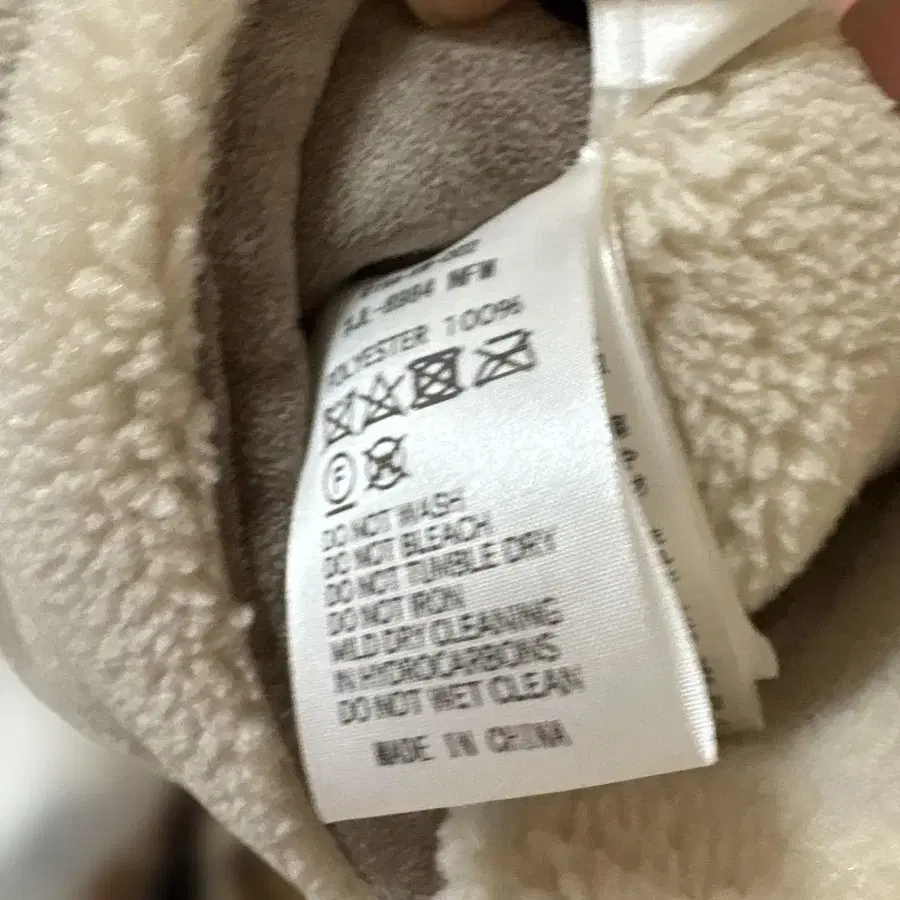 NFW
POLYESTER 100%
F
DO NOT WASH
DO NOT BLEACH
DO NOT TUMBLE DRY
DO NOT IRON
MILD DRY CLEANING
IN HYDROCARBONS
DO NOT WET CLEAN
MADE IN CHINA